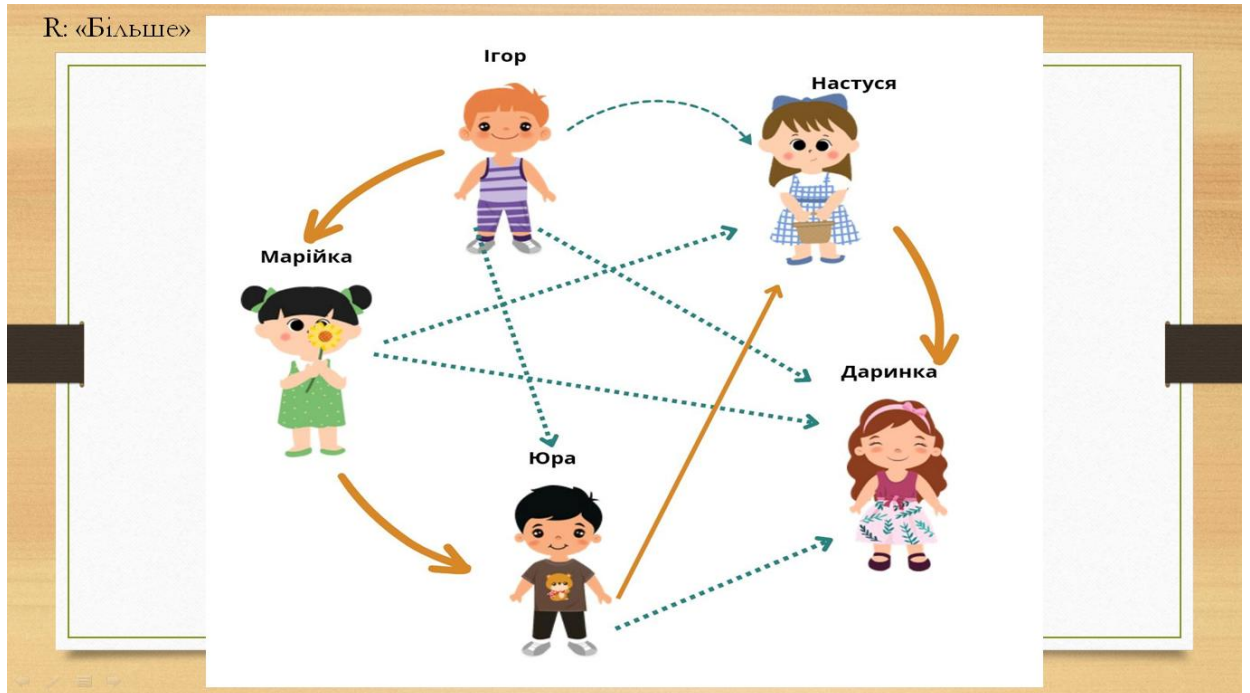 R: «Більше»
Ігор
Настуся
Марійка
Даринка
Юра